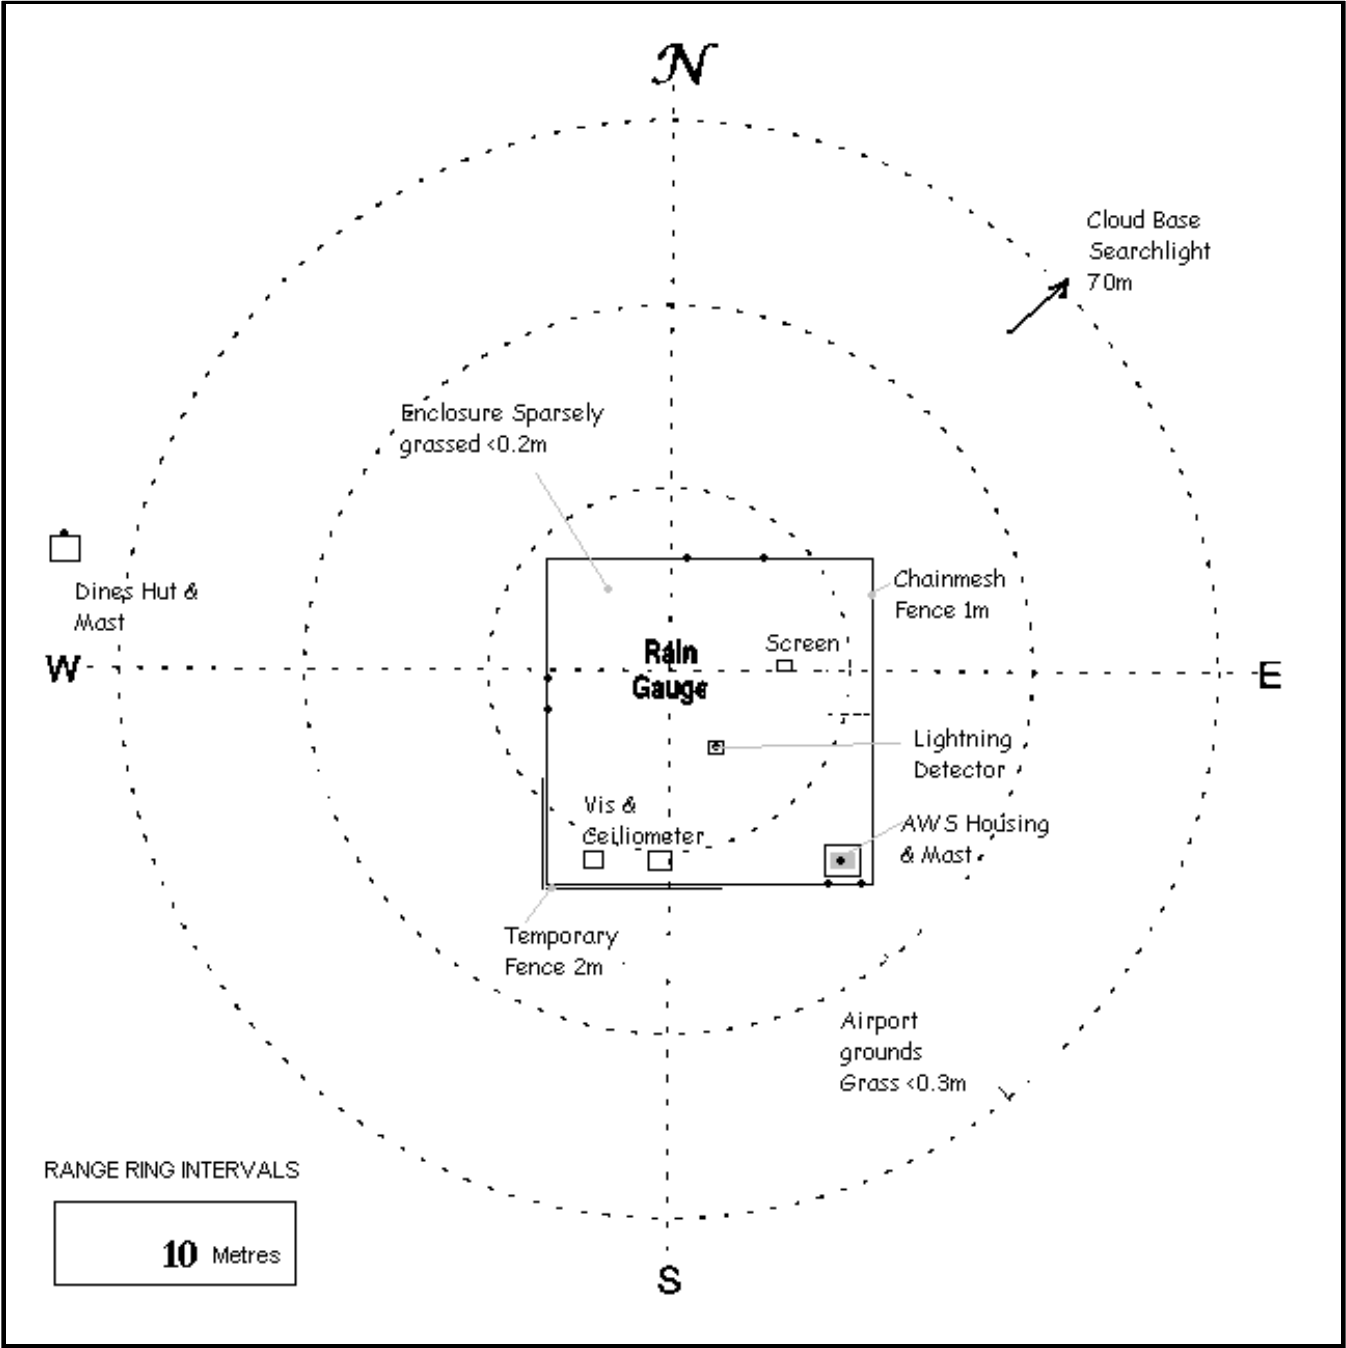 N
Cloud Base
Searchlight
70m
Enclosure Sparsely
grassed <0.2m
Chainmesh
Fence 1m
Dines Hut &
Mast
Rain
Gauge
Screen
W
E
Lightning
Detector
Vis &
Ceiliometer
AWS Housing
& Mast
Temporary
Fence 2m
Airport
grounds
Grass <0.3m
RANGE RING INTERVALS
10 Metres
S